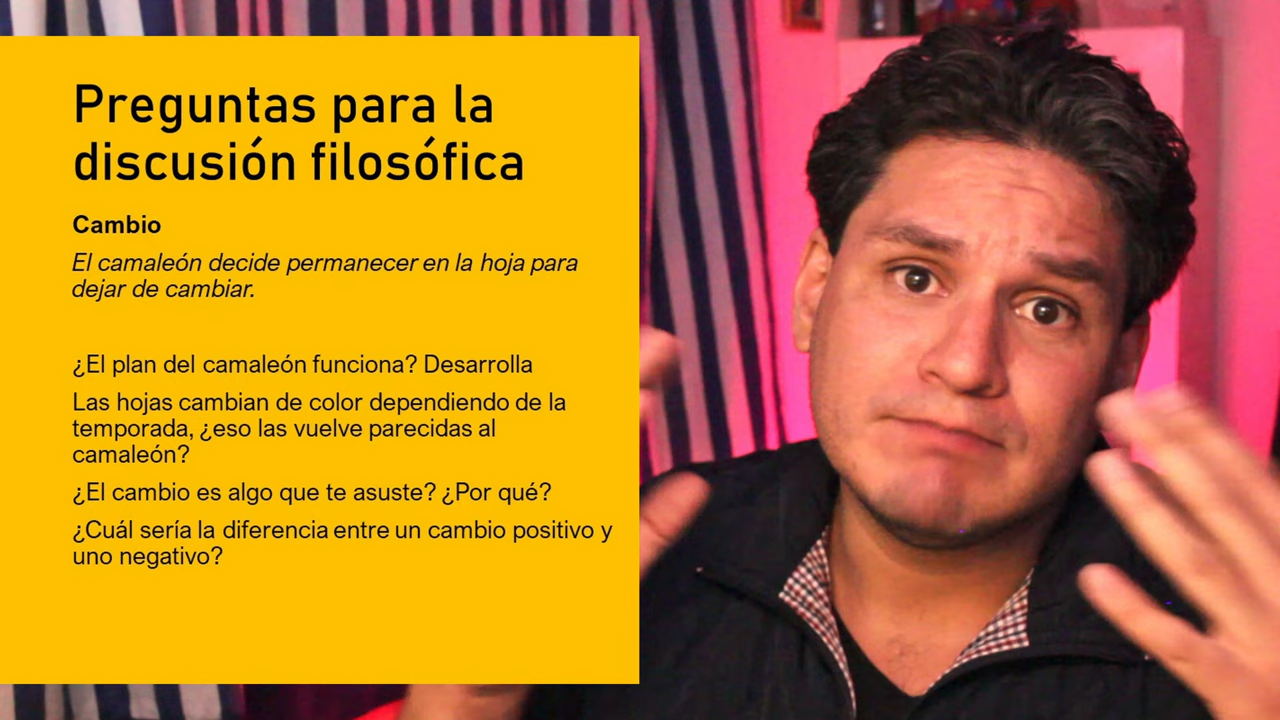 Preguntas para la
discusión filosófica
Cambio
El camaleón decide permanecer en la hoja para
dejar de cambiar.
¿El plan del camaleón funciona? Desarrolla
Las hojas cambian de color dependiendo de la
temporada, ¿eso las vuelve parecidas al
camaleón?
¿El cambio es algo que te asuste? ¿Por qué?
¿Cuál sería la diferencia entre un cambio positivo y
uno negativo?